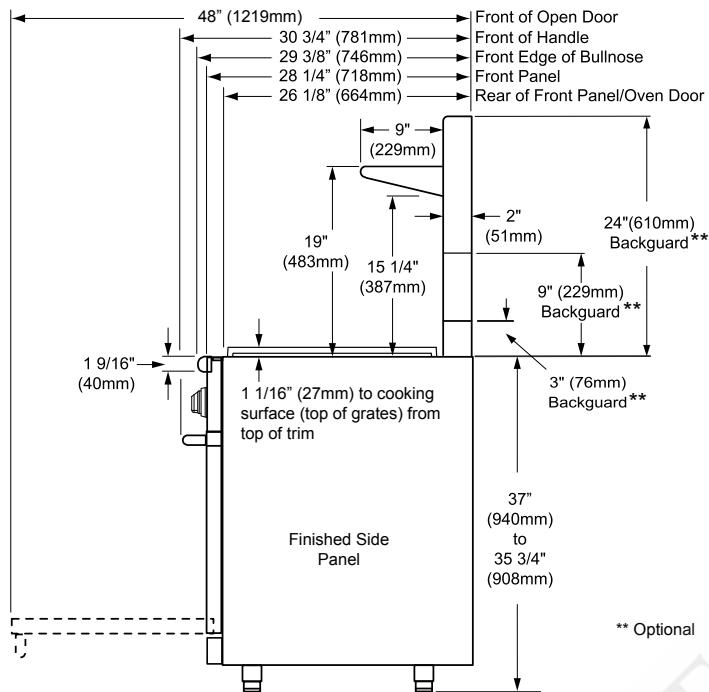 48” (1219mm) Front of Open Door
30 3/4” (781mm) Front of Handle
29 3/8” (746mm) Front Edge of Bullnose
28 1/4” (718mm) Front Panel
26 1/8” (664mm) Rear of Front Panel/Oven Door
9"
(229mm)
2"
(51mm)
24"(610mm)
Backguard**
19"
(483mm)
15 1/4"
(387mm)
9" (229mm)
Backguard**
1 9/16"
(40mm)
3" (76mm)
Backguard**
1 1/16” (27mm) to cooking
surface (top of grates) from
top of trim
37”
(940mm)
to
35 3/4"
(908mm)
Finished Side
Panel
** Optional